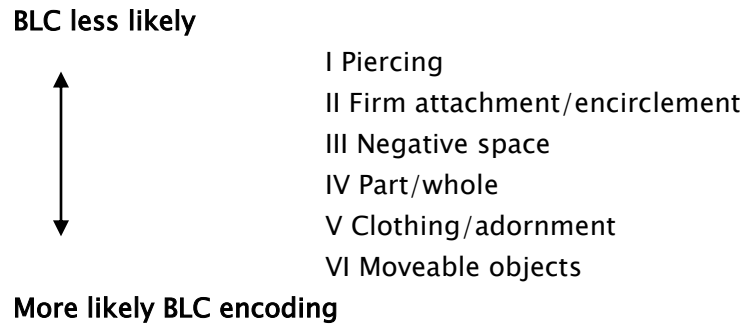 BLC less likely
I Piercing
II Firm attachment/encirclement
III Negative space
IV Part/whole
V Clothing/adornment
VI Moveable objects
More likely BLC encoding